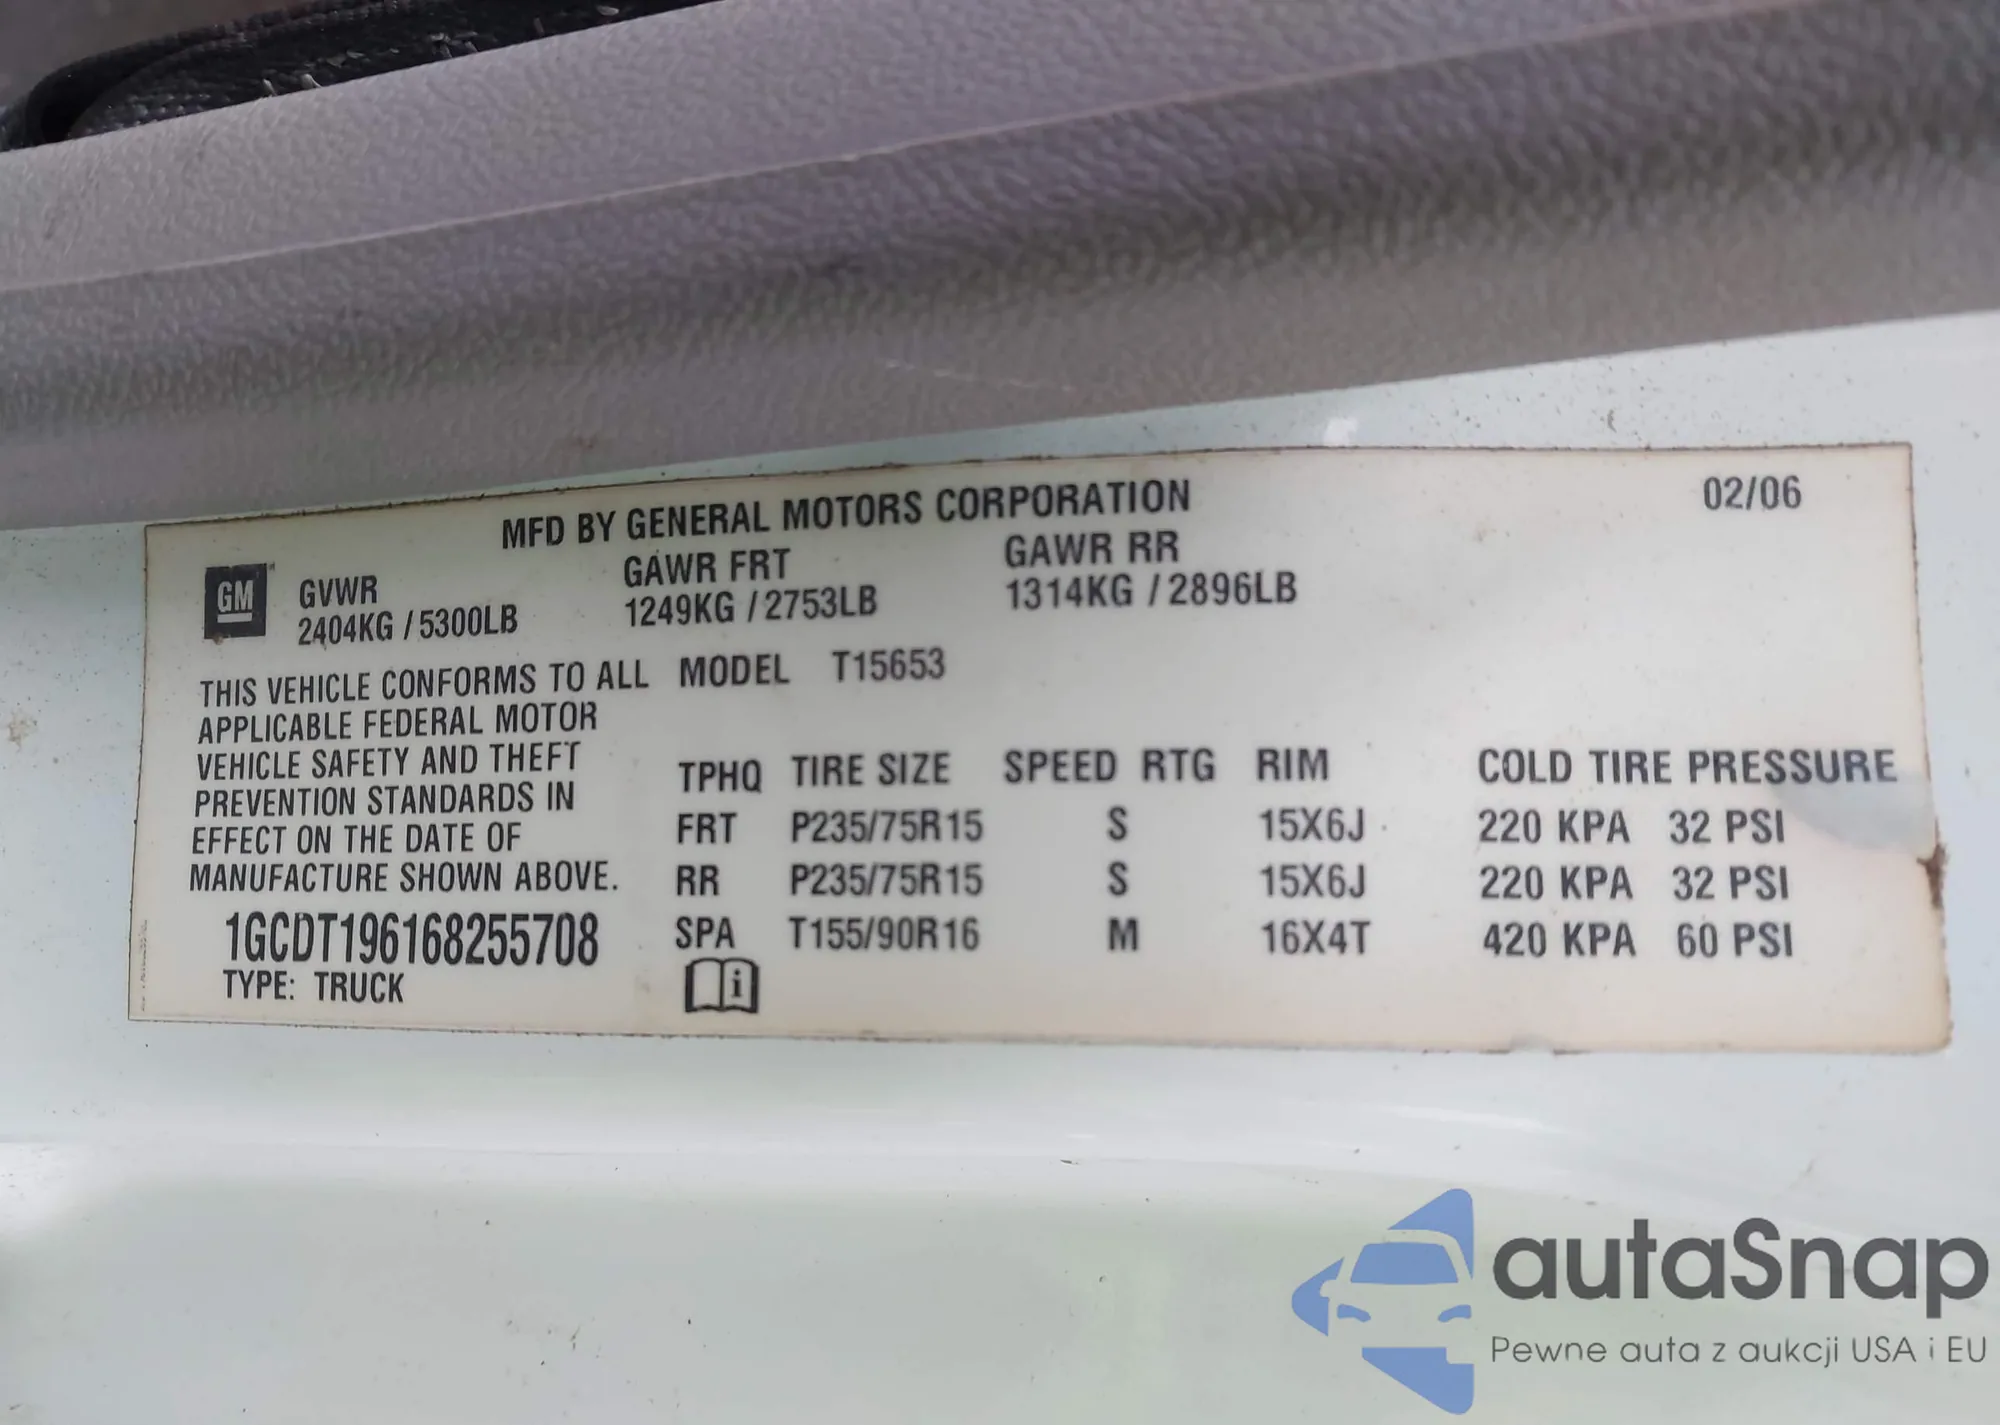 MFD BY GENERAL MOTORS CORPORATION 02/06
GM
GVWR GAWR FRT GAWR RR
2404KG / 5300LB 1249KG / 2753LB 1314KG / 2896LB
THIS VEHICLE CONFORMS TO ALL
APPLICABLE FEDERAL MOTOR
VEHICLE SAFETY AND THEFT
PREVENTION STANDARDS IN
EFFECT ON THE DATE OF
MANUFACTURE SHOWN ABOVE.
1GCDT196168255708
TYPE: TRUCK
MODEL T15653
TPHQ TIRE SIZE SPEED RTG RIM COLD TIRE PRESSURE
FRT P235/75R15 S 15X6J 220 KPA 32 PSI
RR P235/75R15 S 15X6J 220 KPA 32 PSI
SPA T155/90R16 M 16X4T 420 KPA 60 PSI
i
autaSnap
Pewne auta z aukcji USA i EU